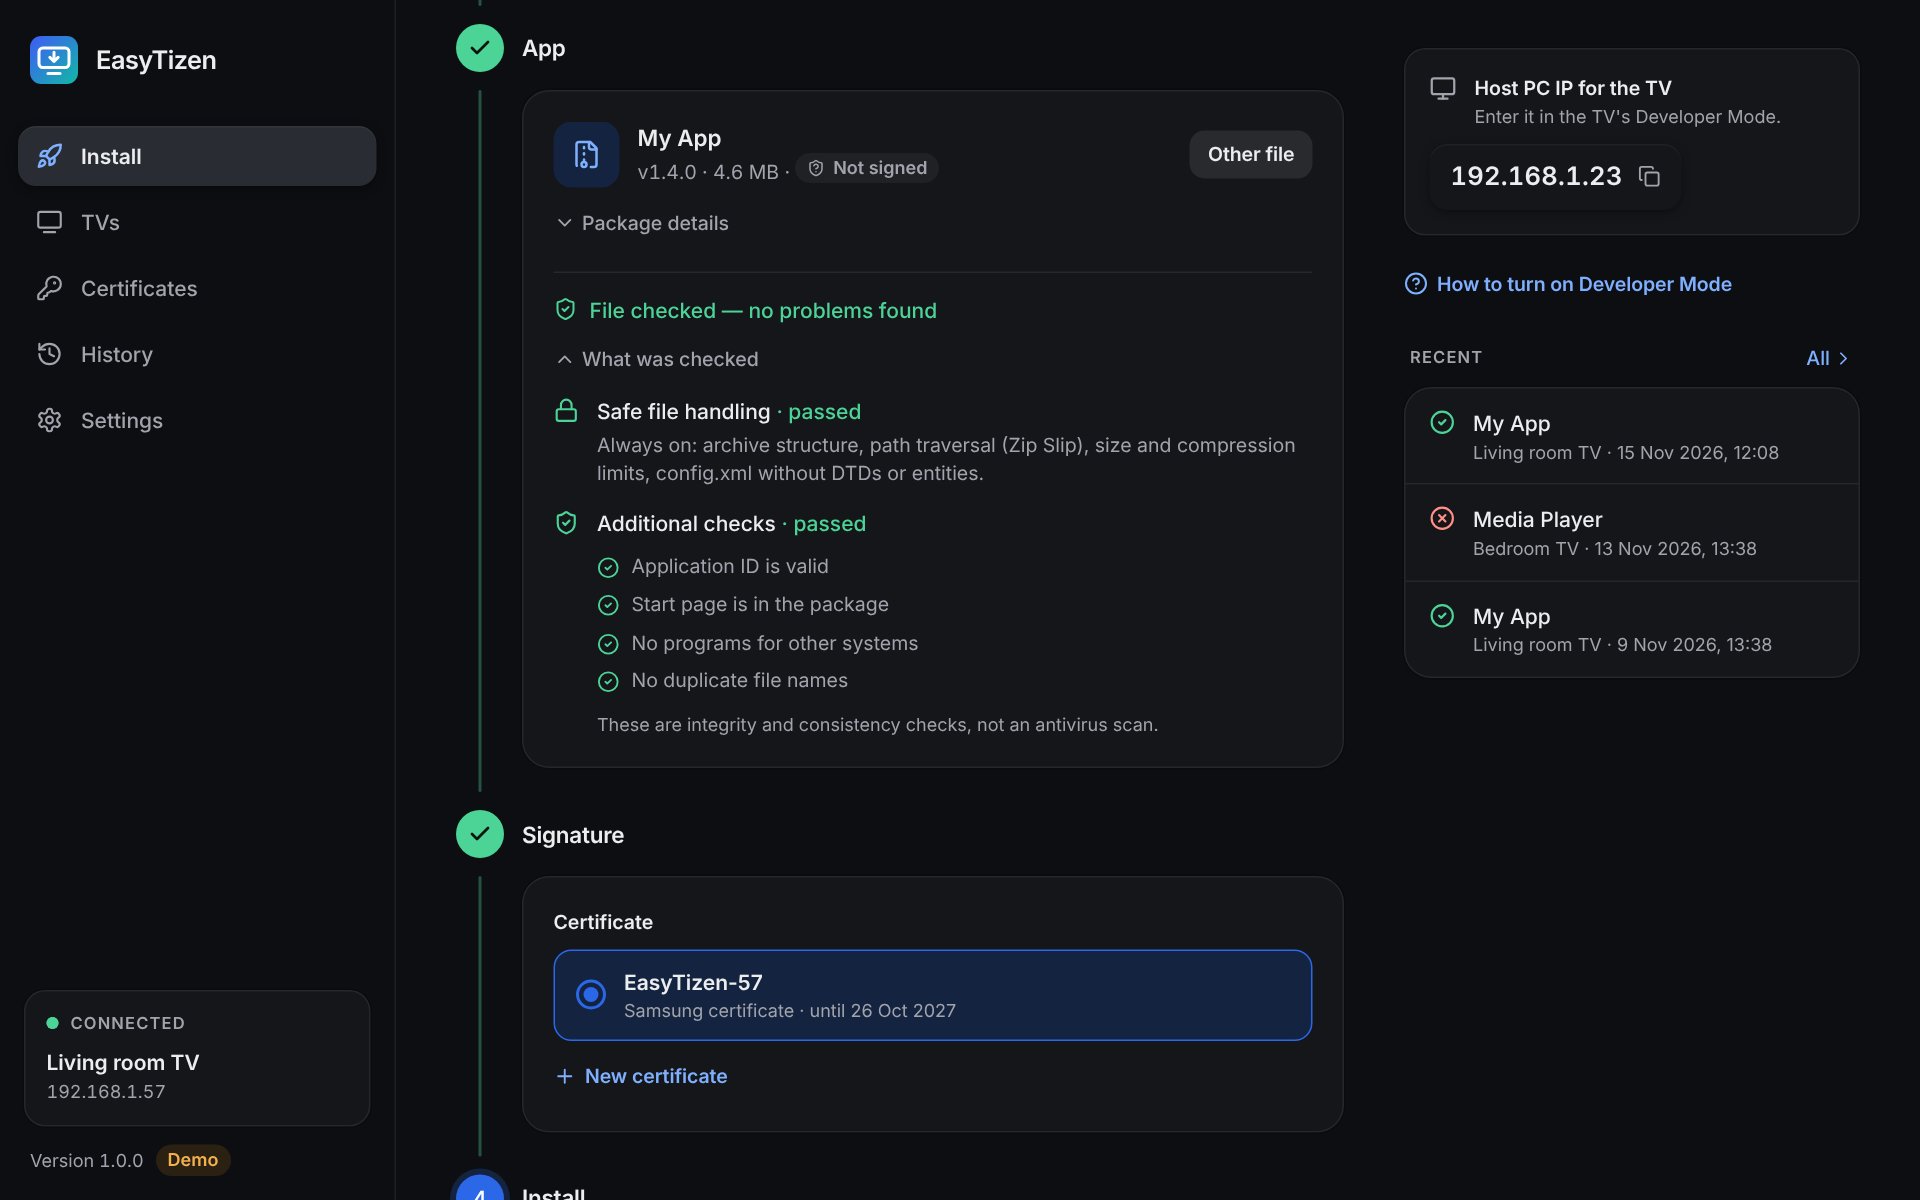 EasyTizen
Install
TVs
Certificates
History
Settings
CONNECTED
Living room TV
192.168.1.57
Version 1.0.0 Demo
App
My App
v1.4.0 · 4.6 MB · Not signed
Other file
Package details
File checked — no problems found
What was checked
Safe file handling · passed
Always on: archive structure, path traversal (Zip Slip), size and compression
limits, config.xml without DTDs or entities.
Additional checks · passed
Application ID is valid
Start page is in the package
No programs for other systems
No duplicate file names
These are integrity and consistency checks, not an antivirus scan.
Signature
Certificate
EasyTizen-57
Samsung certificate · until 26 Oct 2027
New certificate
4 Install
Host PC IP for the TV
Enter it in the TV's Developer Mode.
192.168.1.23
How to turn on Developer Mode
RECENT All
My App
Living room TV · 15 Nov 2026, 12:08
Media Player
Bedroom TV · 13 Nov 2026, 13:38
My App
Living room TV · 9 Nov 2026, 13:38